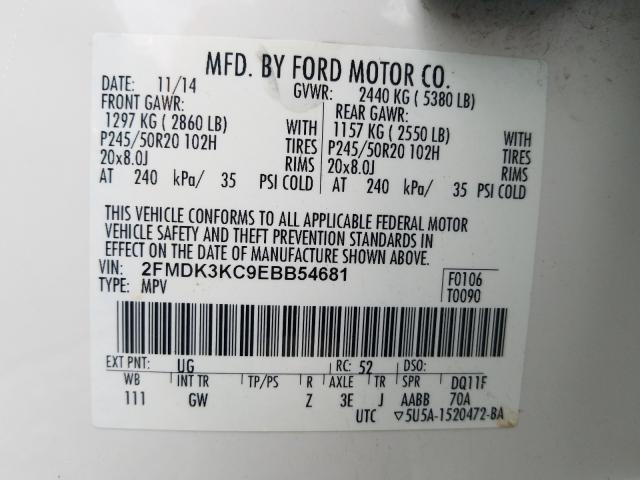 MFD. BY FORD MOTOR CO.
DATE: 11/14 GVWR: 2440 KG ( 5380 LB)
FRONT GAWR: REAR GAWR:
1297 KG ( 2860 LB) WITH 1157 KG ( 2550 LB) WITH
P245/50R20 102H TIRES P245/50R20 102H TIRES
20x8.0J RIMS 20x8.0J RIMS
AT 240 kPa/ 35 PSI COLD AT 240 kPa/ 35 PSI COLD
THIS VEHICLE CONFORMS TO ALL APPLICABLE FEDERAL MOTOR
VEHICLE SAFETY AND THEFT PREVENTION STANDARDS IN
EFFECT ON THE DATE OF MANUFACTURE SHOWN ABOVE.
VIN: 2FMDK3KC9EBB54681 F0106
TYPE: MPV T0090
EXT PNT: UG RC: 52 DSO:
WB INT TR TP/PS R AXLE TR SPR DQ11F
111 GW Z 3E J AABB 70A
UTC ▽5U5A-1520472-BA